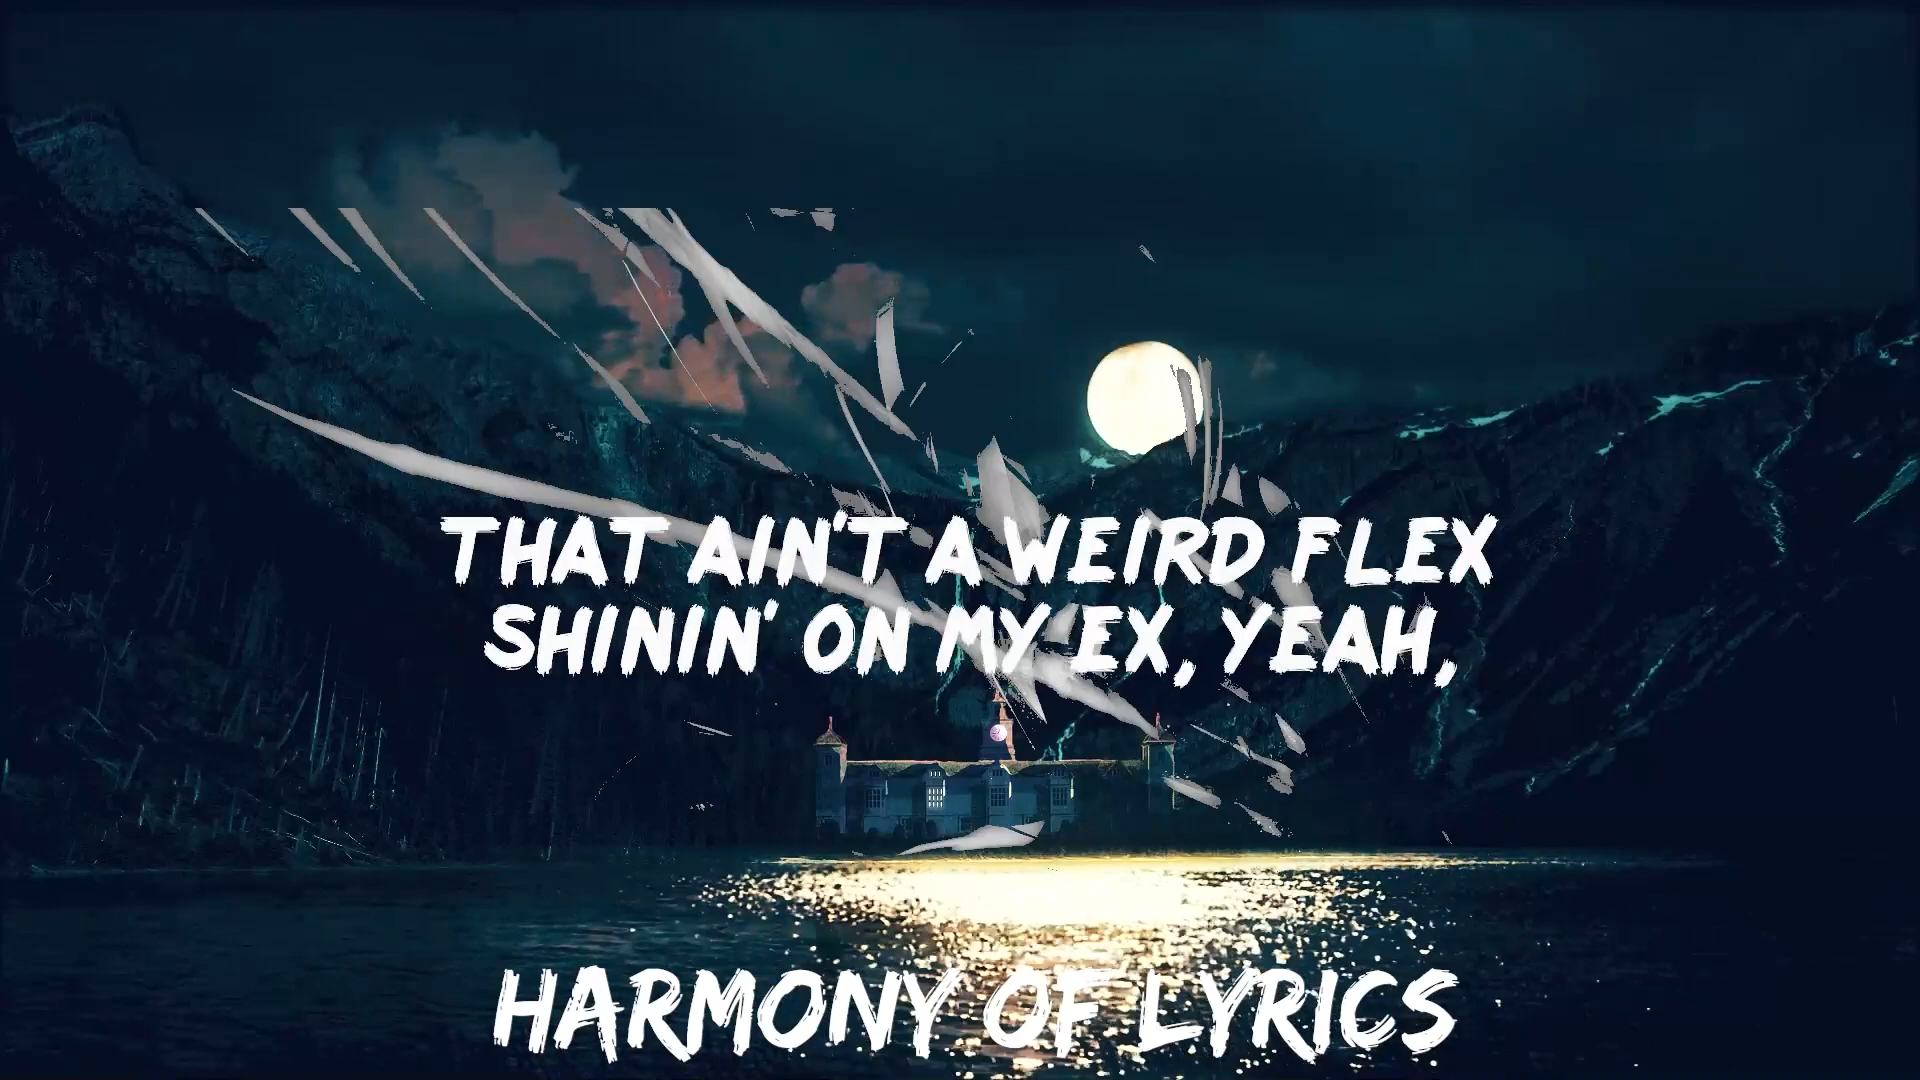 THAT AIN'T A WEIRD FLEX
SHININ' ON MY EX, YEAH,
HARMONY OF LYRICS